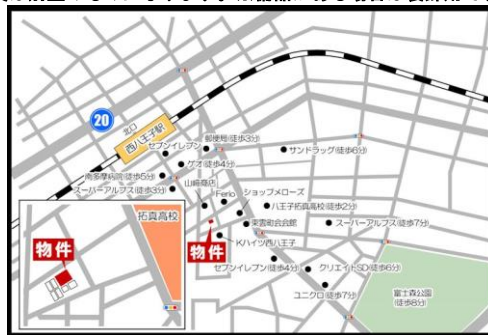 20
北口
西八王子駅
セブンイレブン
郵便局(徒歩3分)
サンドラッグ(徒歩6分)
ゲオ(徒歩4分)
南多摩病院(徒歩5分)
スーパーアルプス(徒歩3分)
山崎商店
Ferio
ショップメローズ
八王子拓真高校(徒歩2分)
東雲町会会館
スーパーアルプス(徒歩7分)
物件
Kハイツ西八王子
セブンイレブン(徒歩4分)
クリエイトSD(徒歩6分)
ユニクロ(徒歩7分)
富士森公園
(徒歩8分)
拓真高校
物件